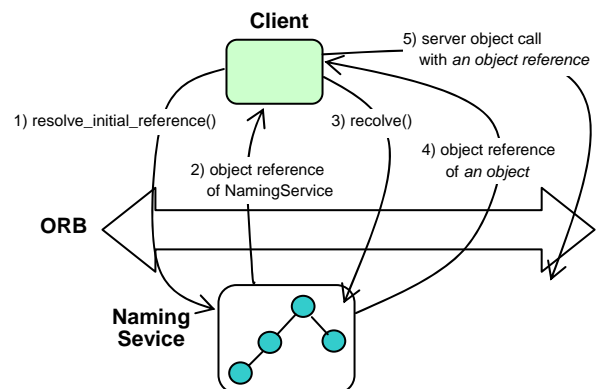 Client
5) server object call
with an object reference
1) resolve_initial_reference()
3) recolve()
2) object reference
of NamingService
4) object reference
of an object
ORB
Naming
Sevice